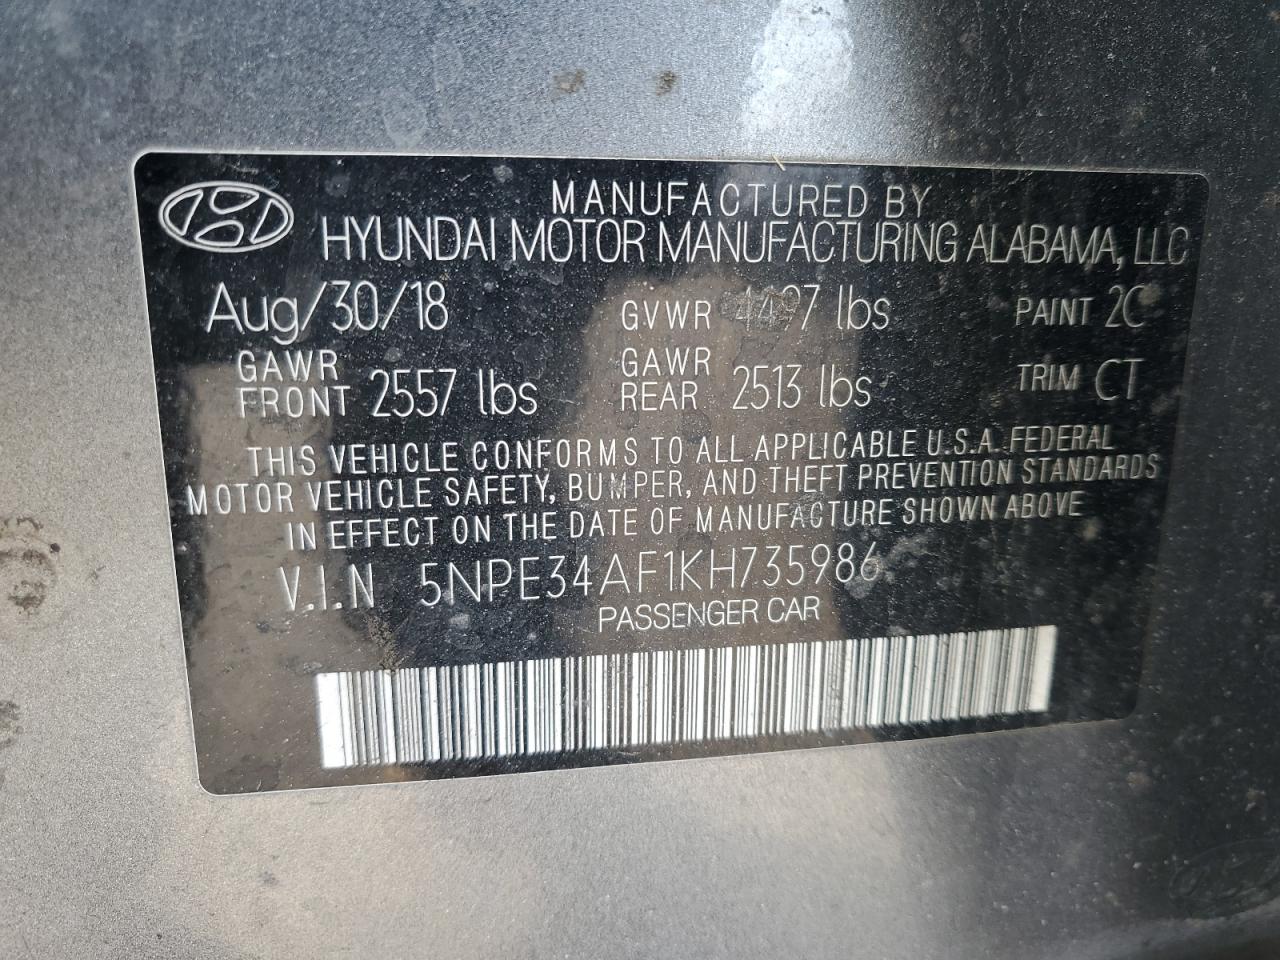 MANUFACTURED BY
HYUNDAI MOTOR MANUFACTURING ALABAMA, LLC
Aug/30/18 GVWR 4497 lbs PAINT 2C
GAWR FRONT 2557 lbs GAWR REAR 2513 lbs TRIM CT
THIS VEHICLE CONFORMS TO ALL APPLICABLE U.S.A. FEDERAL
MOTOR VEHICLE SAFETY, BUMPER, AND THEFT PREVENTION STANDARDS
IN EFFECT ON THE DATE OF MANUFACTURE SHOWN ABOVE
V.I.N 5NPE34AF1KH735986
PASSENGER CAR